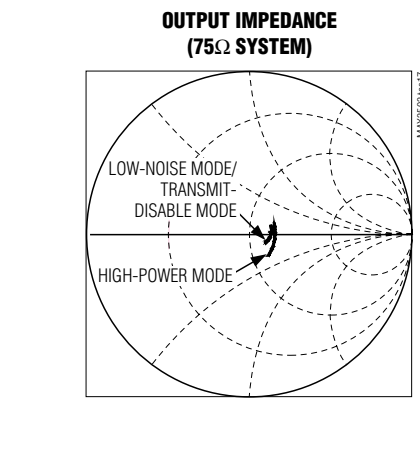 OUTPUT IMPEDANCE
(75Ω SYSTEM)
LOW-NOISE MODE/
TRANSMIT-
DISABLE MODE
HIGH-POWER MODE